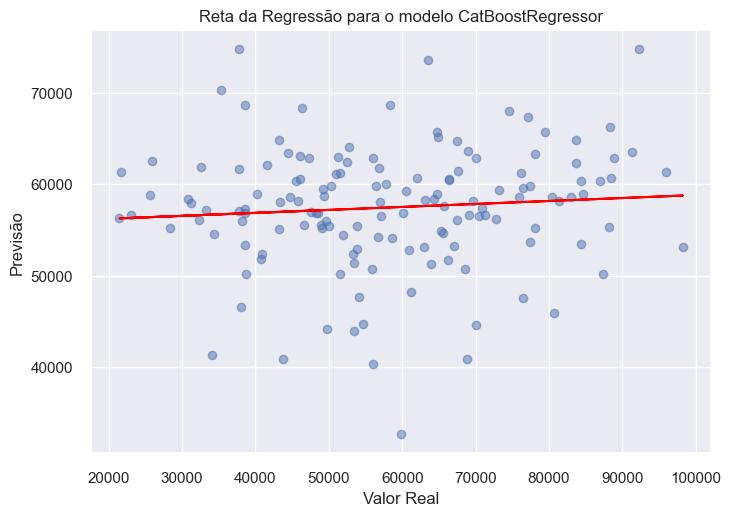 Reta da Regressão para o modelo CatBoostRegressor
Previsão
70000
60000
50000
40000
20000 30000 40000 50000 60000 70000 80000 90000 100000
Valor Real